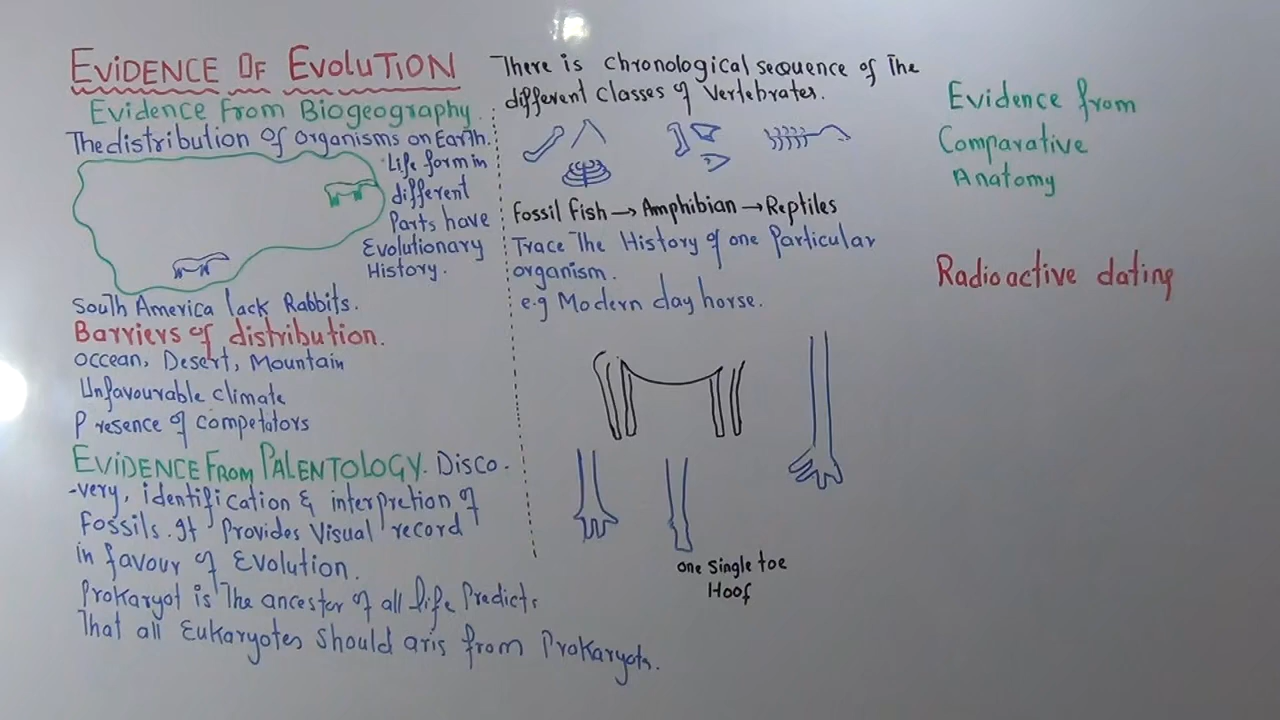 EViDENCE OF EvoluTiON
Evidence From Biogeography.
The distribution of organisms on Earth.
Life form in
different
Parts have
Evolutionary
History.
South America lack Rabbits.
Barriers of distribution.
Occean, Desert, Mountain
Unfavourable climate
Presence of competators
EViDENCE FROM PALENTOLOGY. Disco-
-very, identification & interpretion of
Fossils. It Provides Visual record
in favour of Evolution.
Prokaryot is The ancestor of all life Predicts
That all Eukaryotes should aris from Prokaryots.
There is chronological sequence of The
different Classes of Vertebrates.
Fossil Fish → Amphibian → Reptiles
Trace The History of one Particular
organism.
e.g Modern day horse.
One Single toe
Hoof
Evidence from
Comparative
Anatomy
Radioactive dating